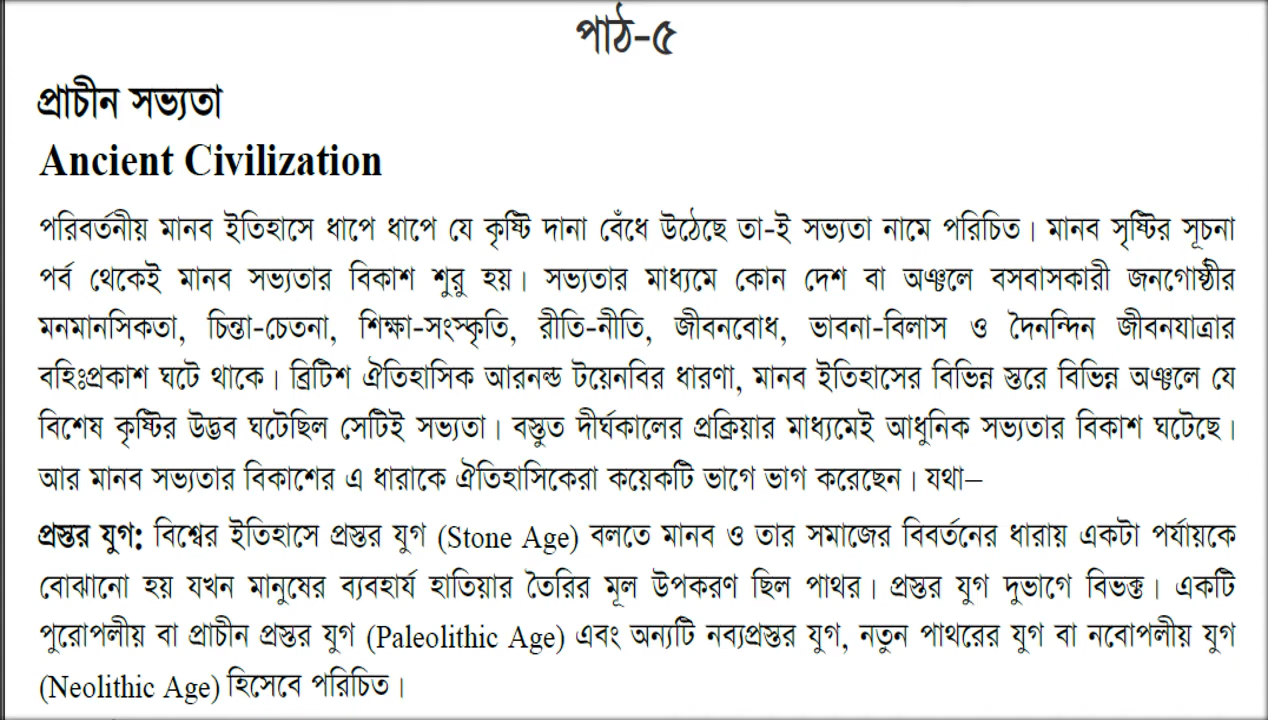 পাঠ-৫
প্রাচীন সভ্যতা
Ancient Civilization
পরিবর্তনীয় মানব ইতিহাসে ধাপে ধাপে যে কৃষ্টি দানা বেঁধে উঠেছে তা-ই সভ্যতা নামে পরিচিত। মানব সৃষ্টির সূচনা
পর্ব থেকেই মানব সভ্যতার বিকাশ শুরু হয়। সভ্যতার মাধ্যমে কোন দেশ বা অঞ্চলে বসবাসকারী জনগোষ্ঠীর
মনমানসিকতা, চিন্তা-চেতনা, শিক্ষা-সংস্কৃতি, রীতি-নীতি, জীবনবোধ, ভাবনা-বিলাস ও দৈনন্দিন জীবনযাত্রার
বহিঃপ্রকাশ ঘটে থাকে। ব্রিটিশ ঐতিহাসিক আরনল্ড টয়েনবির ধারণা, মানব ইতিহাসের বিভিন্ন স্তরে বিভিন্ন অঞ্চলে যে
বিশেষ কৃষ্টির উদ্ভব ঘটেছিল সেটিই সভ্যতা। বস্তুত দীর্ঘকালের প্রক্রিয়ার মাধ্যমেই আধুনিক সভ্যতার বিকাশ ঘটেছে।
আর মানব সভ্যতার বিকাশের এ ধারাকে ঐতিহাসিকেরা কয়েকটি ভাগে ভাগ করেছেন। যথা–
প্রস্তর যুগ: বিশ্বের ইতিহাসে প্রস্তর যুগ (Stone Age) বলতে মানব ও তার সমাজের বিবর্তনের ধারায় একটা পর্যায়কে
বোঝানো হয় যখন মানুষের ব্যবহার্য হাতিয়ার তৈরির মূল উপকরণ ছিল পাথর। প্রস্তর যুগ দুভাগে বিভক্ত। একটি
পুরোপলীয় বা প্রাচীন প্রস্তর যুগ (Paleolithic Age) এবং অন্যটি নব্যপ্রস্তর যুগ, নতুন পাথরের যুগ বা নবোপলীয় যুগ
(Neolithic Age) হিসেবে পরিচিত।